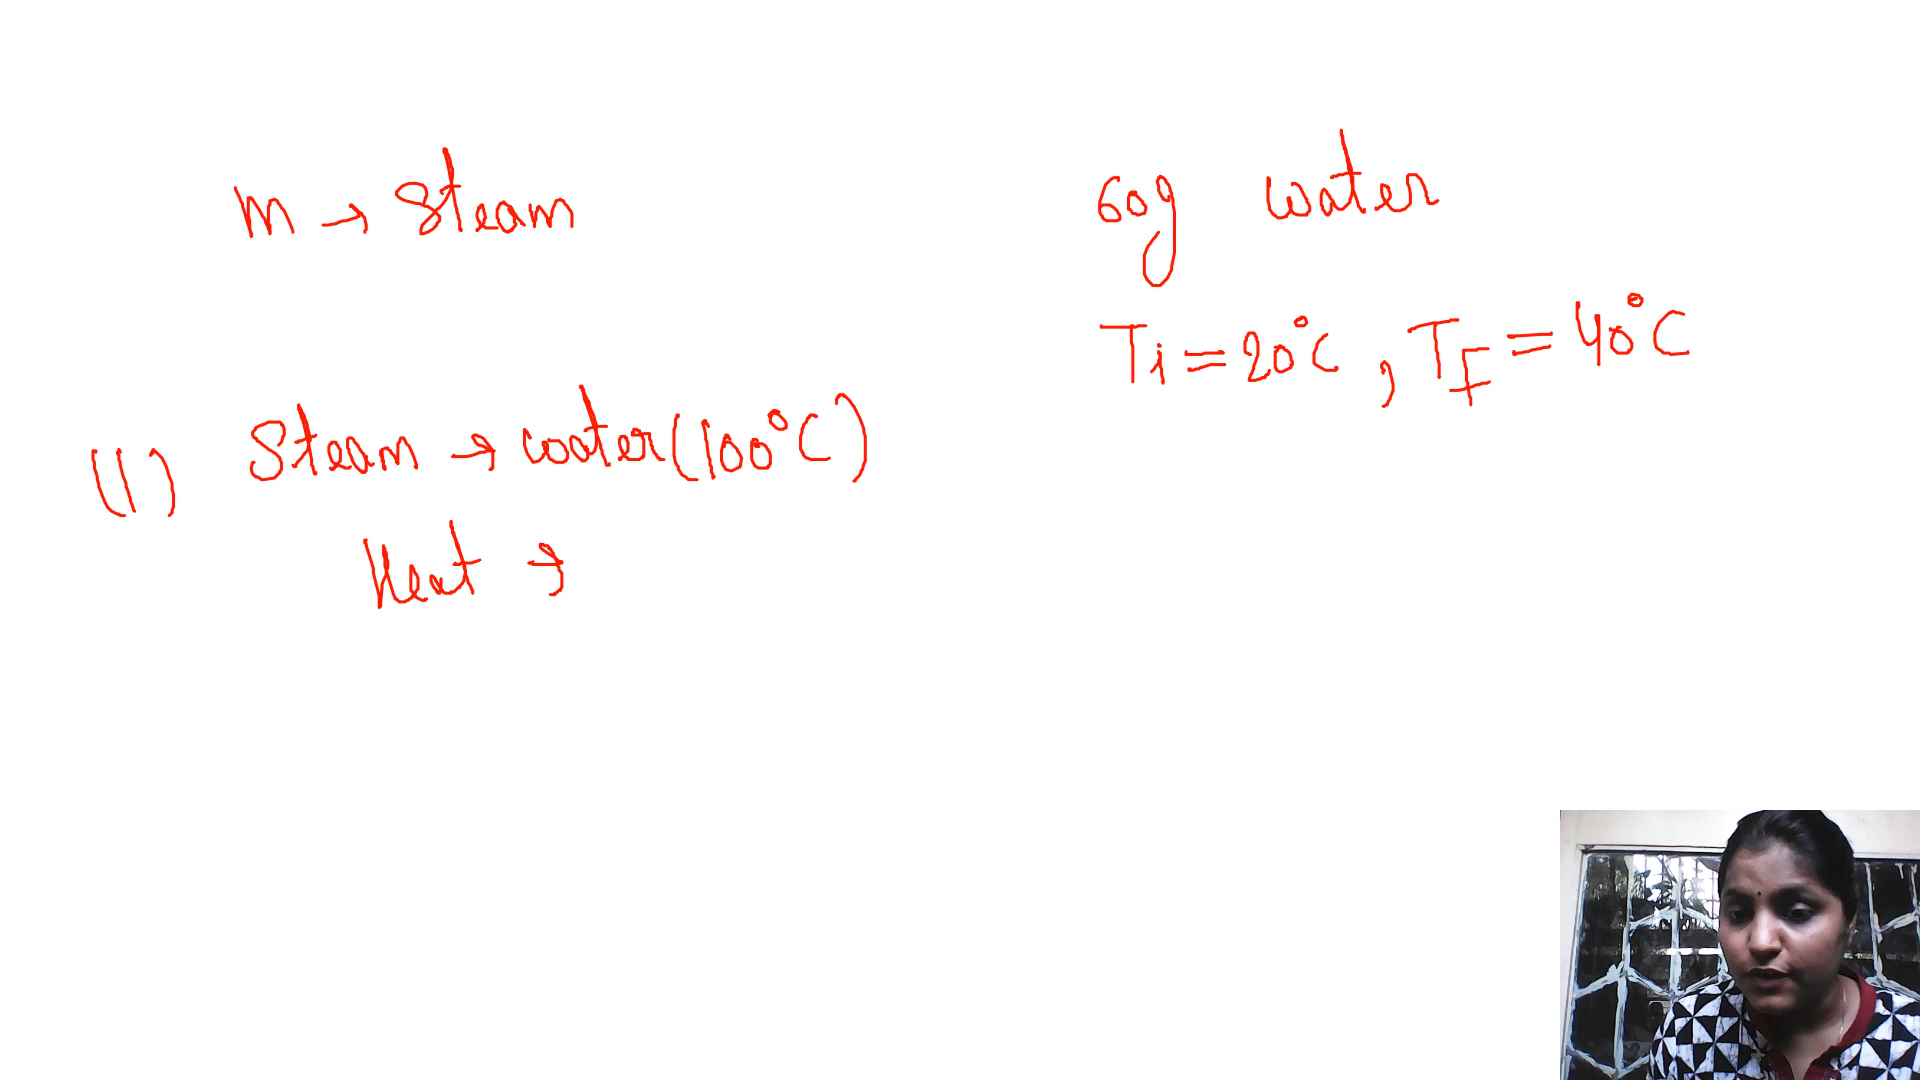 m → Steam
60g water
Ti = 20°C, TF = 40°C
(1) Steam → water (100°C)
Heat →